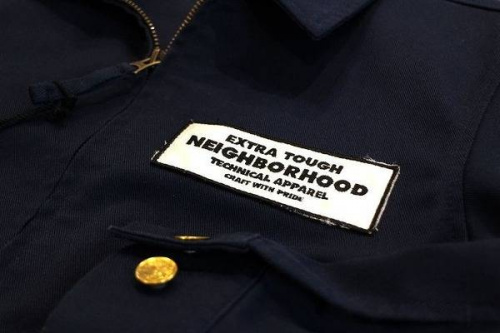 EXTRA TOUGH
NEIGHBORHOOD
TECHNICAL APPAREL
CRAFT WITH PRIDE